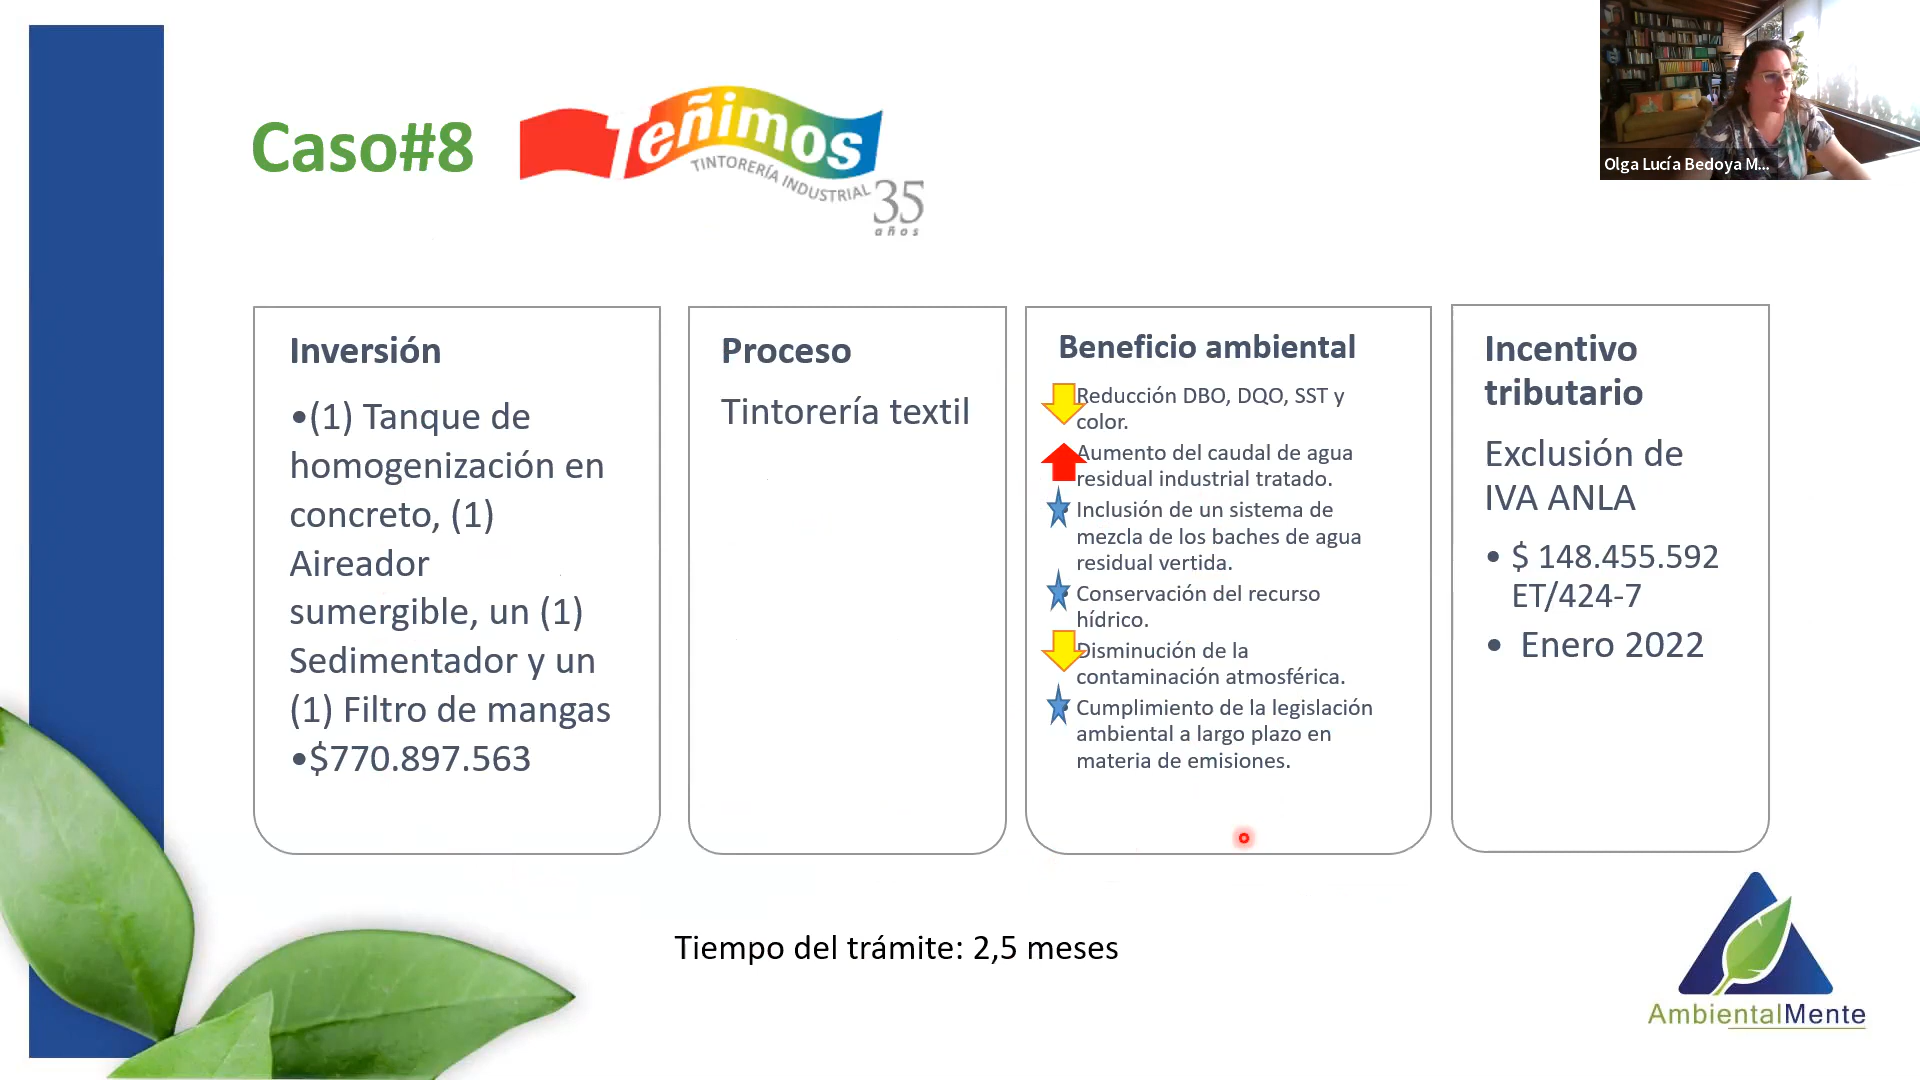 Caso#8
Teñimos
TINTORERÍA INDUSTRIAL
35
años
Olga Lucía Bedoya M...
Inversión
•(1) Tanque de
homogenización en
concreto, (1)
Aireador
sumergible, un (1)
Sedimentador y un
(1) Filtro de mangas
•$770.897.563
Proceso
Tintorería textil
Beneficio ambiental
Reducción DBO, DQO, SST y
color.
Aumento del caudal de agua
residual industrial tratado.
Inclusión de un sistema de
mezcla de los baches de agua
residual vertida.
Conservación del recurso
hídrico.
Disminución de la
contaminación atmosférica.
Cumplimiento de la legislación
ambiental a largo plazo en
materia de emisiones.
Incentivo
tributario
Exclusión de
IVA ANLA
• $ 148.455.592
ET/424-7
• Enero 2022
Tiempo del trámite: 2,5 meses
AmbientalMente